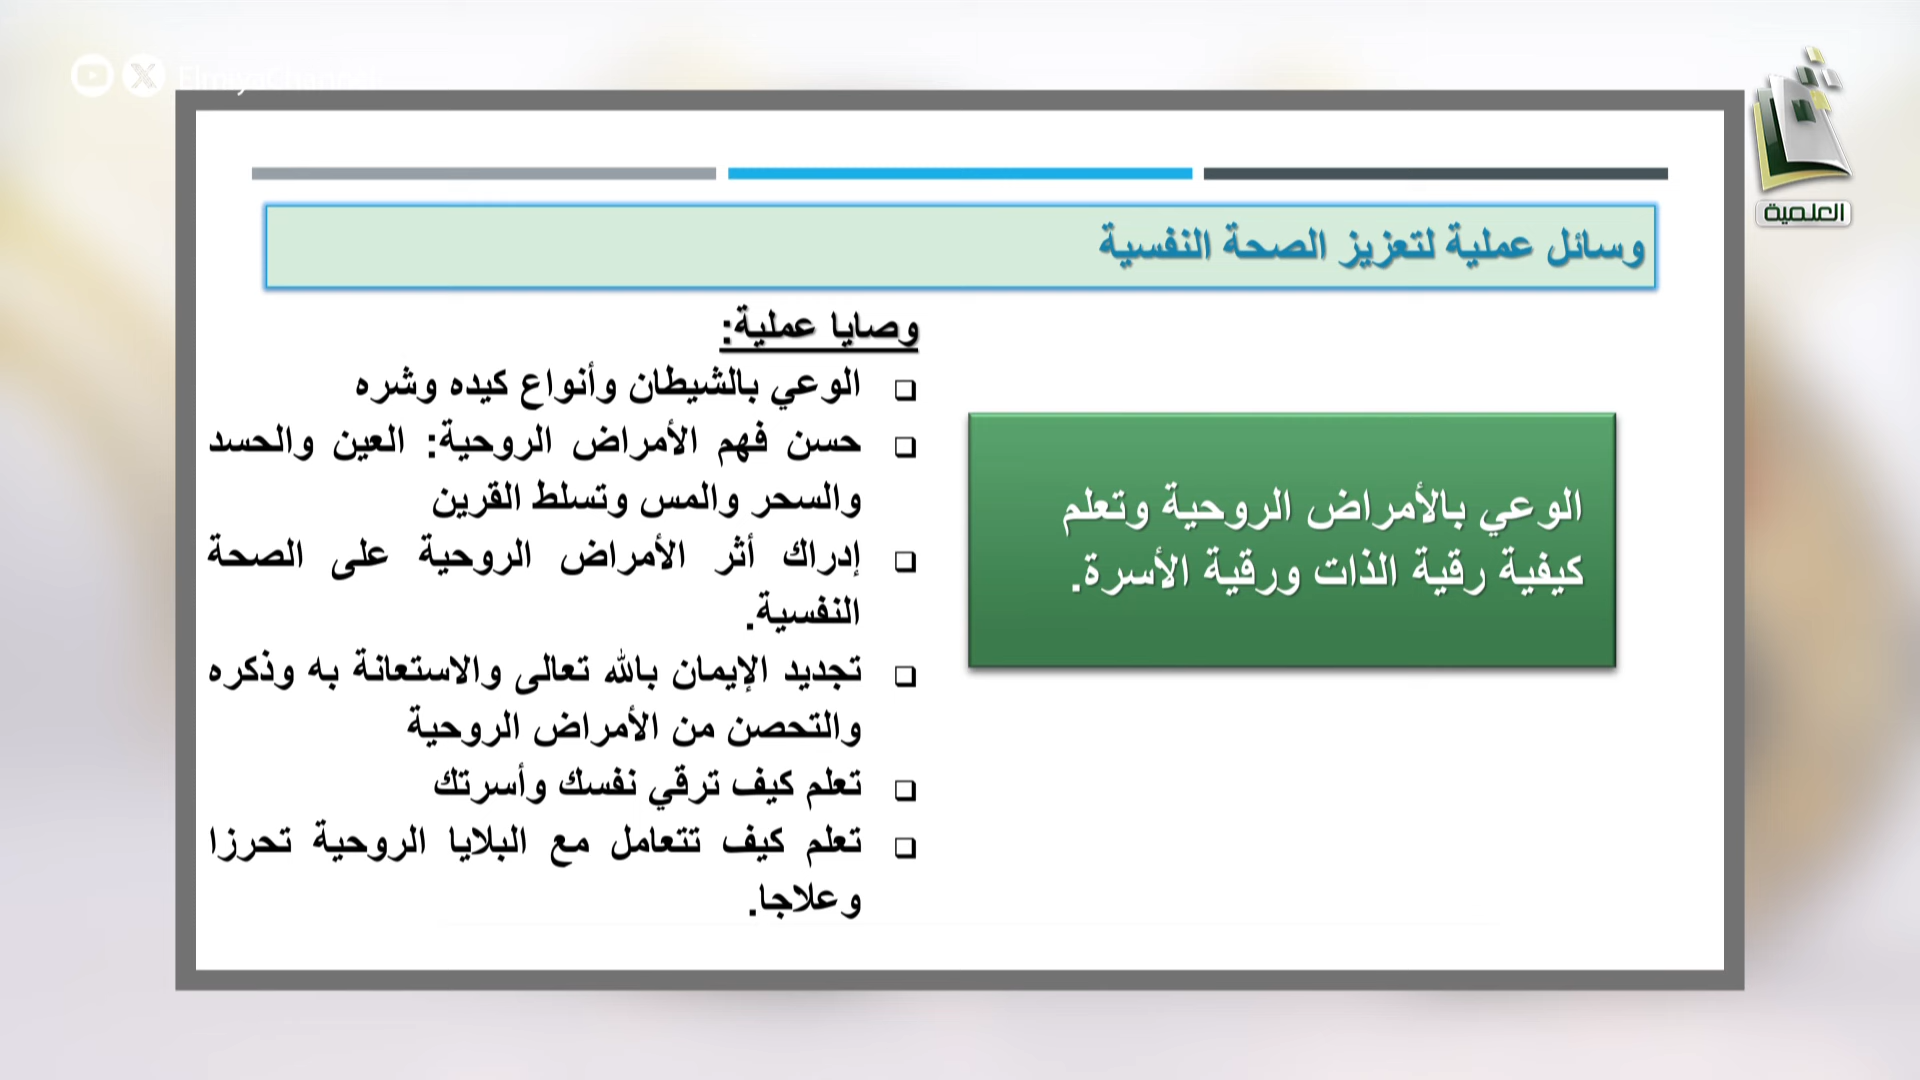 العلمية
وسائل عملية لتعزيز الصحة النفسية
الوعي بالأمراض الروحية وتعلم
كيفية رقية الذات ورقية الأسرة.
وصايا عملية:
❑ الوعي بالشيطان وأنواع كيده وشره
❑ حسن فهم الأمراض الروحية: العين والحسد
والسحر والمس وتسلط القرين
❑ إدراك أثر الأمراض الروحية على الصحة
النفسية.
❑ تجديد الإيمان بالله تعالى والاستعانة به وذكره
والتحصن من الأمراض الروحية
❑ تعلم كيف ترقي نفسك وأسرتك
❑ تعلم كيف تتعامل مع البلايا الروحية تحرزا
وعلاجا.